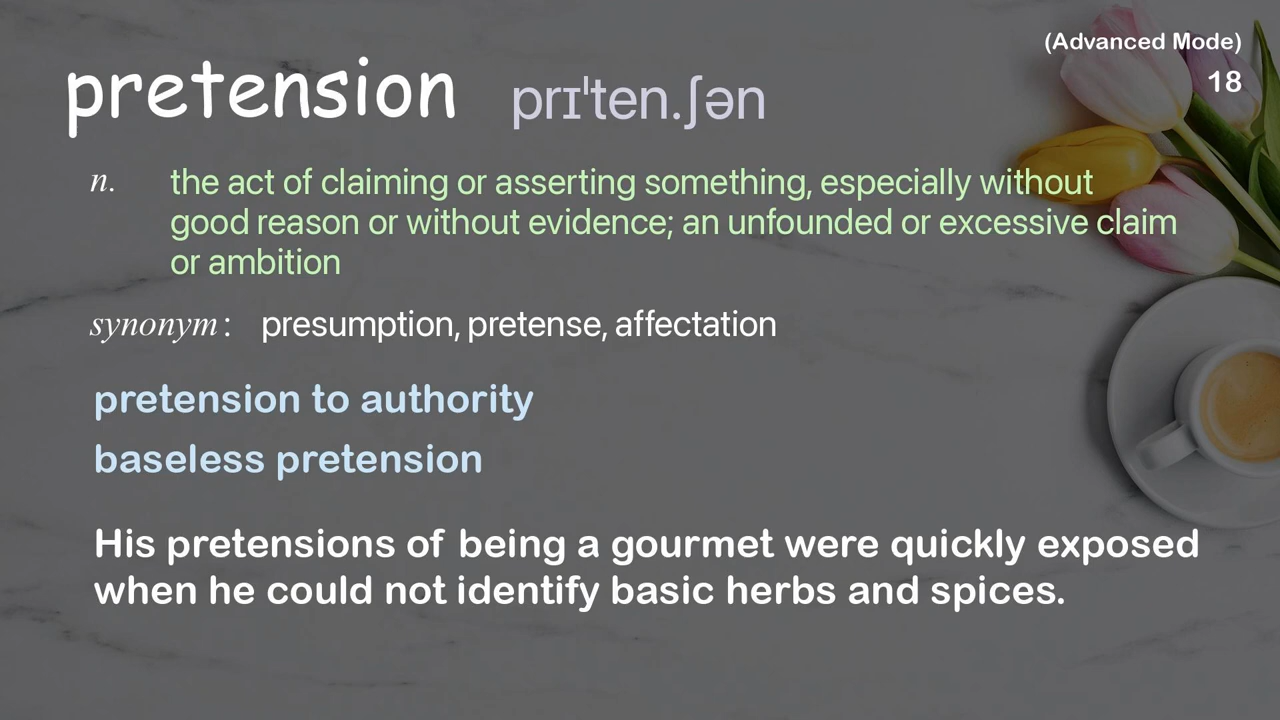 (Advanced Mode)
18
pretension prɪˈten.ʃən
n. the act of claiming or asserting something, especially without
good reason or without evidence; an unfounded or excessive claim
or ambition
synonym: presumption, pretense, affectation
pretension to authority
baseless pretension
His pretensions of being a gourmet were quickly exposed
when he could not identify basic herbs and spices.